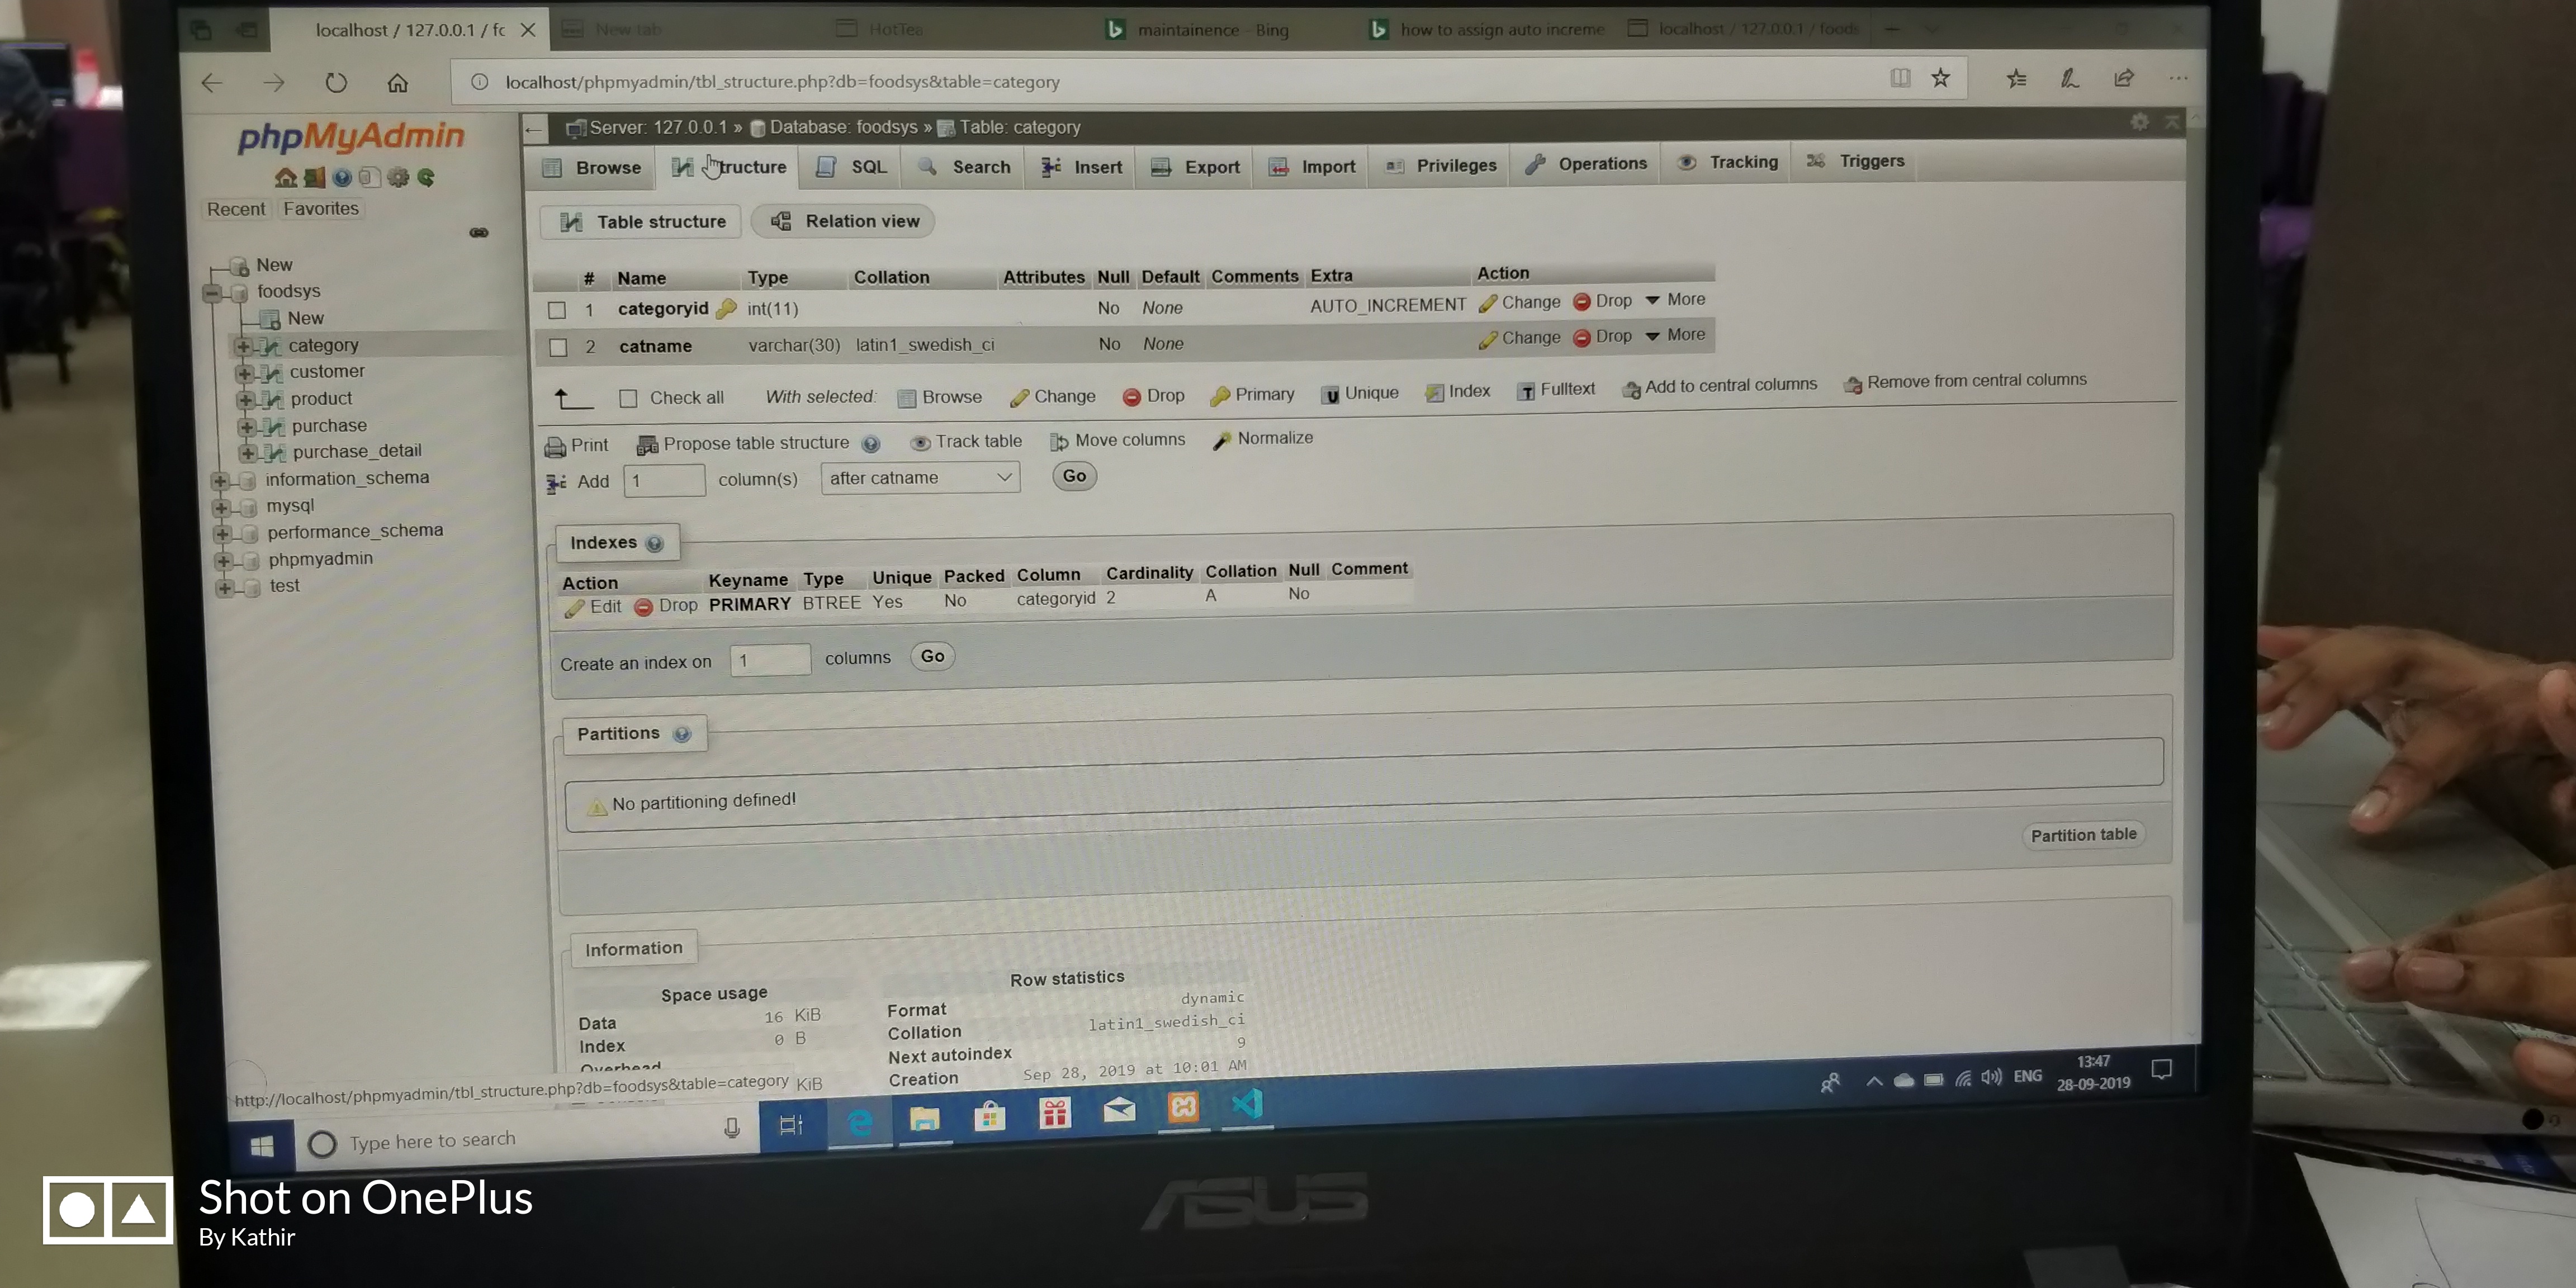 localhost / 127.0.0.1 / fc
New tab
HotTea
maintainence - Bing
how to assign auto increme
localhost / 127.0.0.1 / foods
localhost/phpmyadmin/tbl_structure.php?db=foodsys&table=category
phpMyAdmin
Recent Favorites
New
foodsys
New
category
customer
product
purchase
purchase_detail
information_schema
mysql
performance_schema
phpmyadmin
test
Server: 127.0.0.1 » Database: foodsys » Table: category
Browse tructure SQL Search Insert Export Import Privileges Operations Tracking Triggers
Table structure Relation view
# Name Type Collation Attributes Null Default Comments Extra Action
1 categoryid int(11) No None AUTO_INCREMENT Change Drop More
2 catname varchar(30) latin1_swedish_ci No None Change Drop More
Check all With selected: Browse Change Drop Primary Unique Index Fulltext Add to central columns Remove from central columns
Print Propose table structure Track table Move columns Normalize
Add 1 column(s) after catname Go
Indexes
Action Keyname Type Unique Packed Column Cardinality Collation Null Comment
Edit Drop PRIMARY BTREE Yes No categoryid 2 A No
Create an index on 1 columns Go
Partitions
No partitioning defined!
Partition table
Information
Space usage
Data 16 KiB
Index 0 B
Overhead
KiB
Row statistics
Format dynamic
Collation latin1_swedish_ci
Next autoindex 9
Creation Sep 28, 2019 at 10:01 AM
http://localhost/phpmyadmin/tbl_structure.php?db=foodsys&table=category
Type here to search
ENG
13:47
28-09-2019
ASUS
Shot on OnePlus
By Kathir